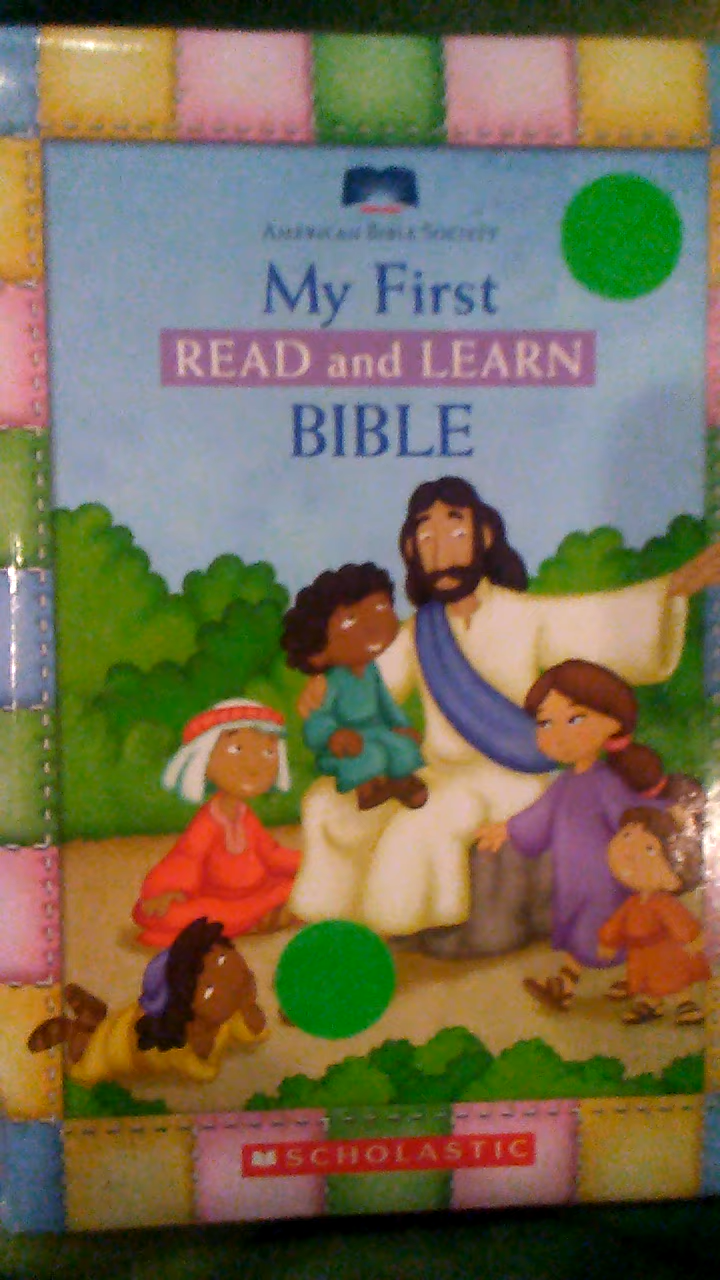 AMERICAN BIBLE SOCIETY
My First
READ and LEARN
BIBLE
SCHOLASTIC